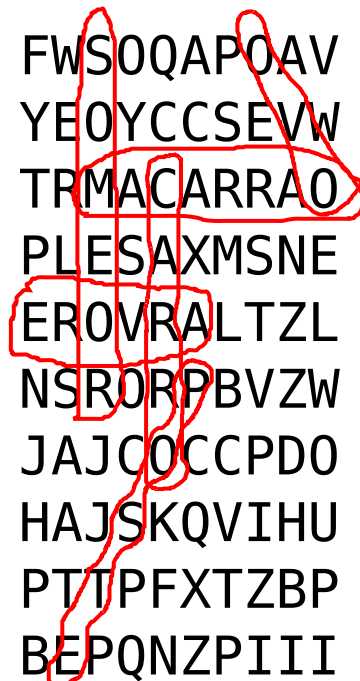 FWSOQAPOAV
YEOYCCSEVW
TRMACARRAO
PLESAXMSNE
EROVRALTZL
NSRORPBVZW
JAJCOCCPDO
HAJSKQVIHU
PTTPFXTZBP
BEPQNZPIII